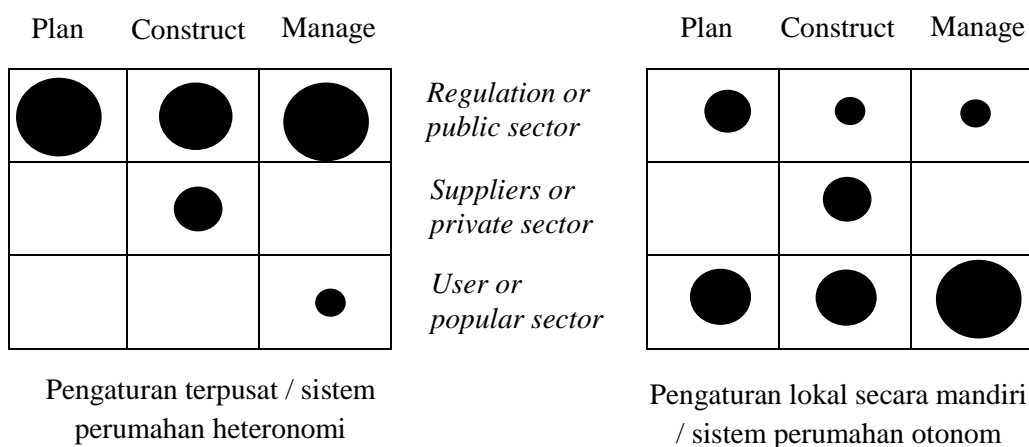 Plan Construct Manage
Plan Construct Manage
Regulation or
public sector
Suppliers or
private sector
User or
popular sector
Pengaturan terpusat / sistem
perumahan heteronomi
Pengaturan lokal secara mandiri
/ sistem perumahan otonom